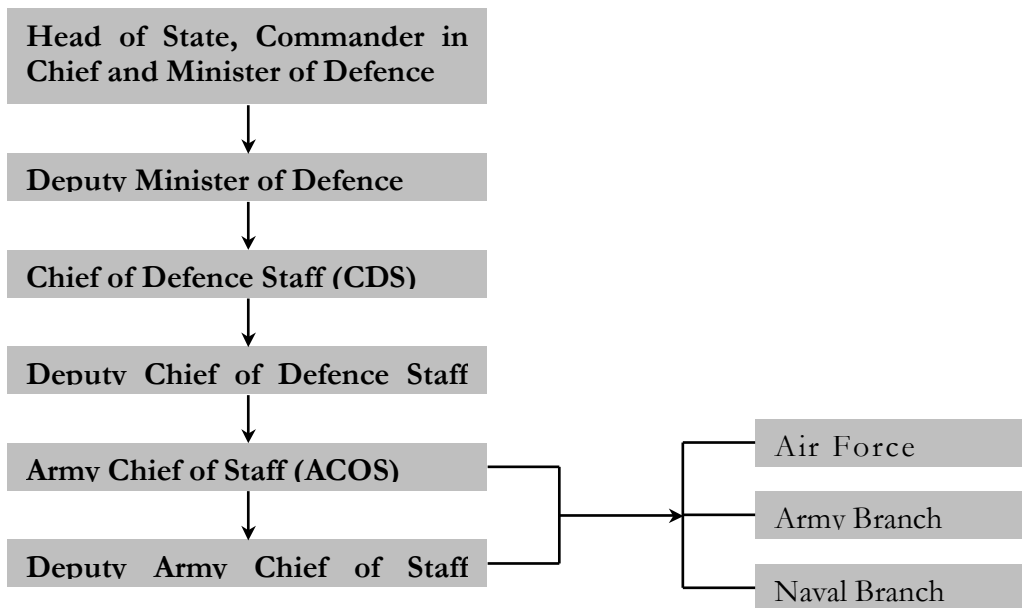 Head of State, Commander in
Chief and Minister of Defence
Deputy Minister of Defence
Chief of Defence Staff (CDS)
Deputy Chief of Defence Staff
Army Chief of Staff (ACOS)
Deputy Army Chief of Staff
Air Force
Army Branch
Naval Branch